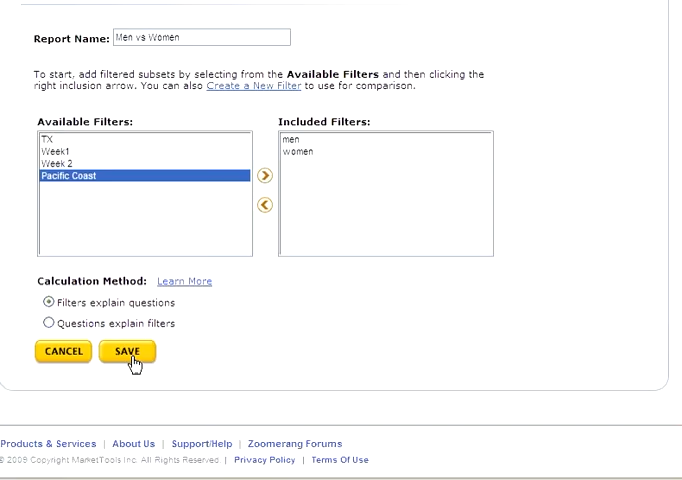 Report Name: Men vs Women
To start, add filtered subsets by selecting from the Available Filters and then clicking the
right inclusion arrow. You can also Create a New Filter to use for comparison.
Available Filters:
TX
Week1
Week 2
Pacific Coast
Included Filters:
men
women
Calculation Method: Learn More
Filters explain questions
Questions explain filters
CANCEL SAVE
Products & Services | About Us | Support/Help | Zoomerang Forums
© 2009 Copyright MarketTools Inc. All Rights Reserved. | Privacy Policy | Terms Of Use